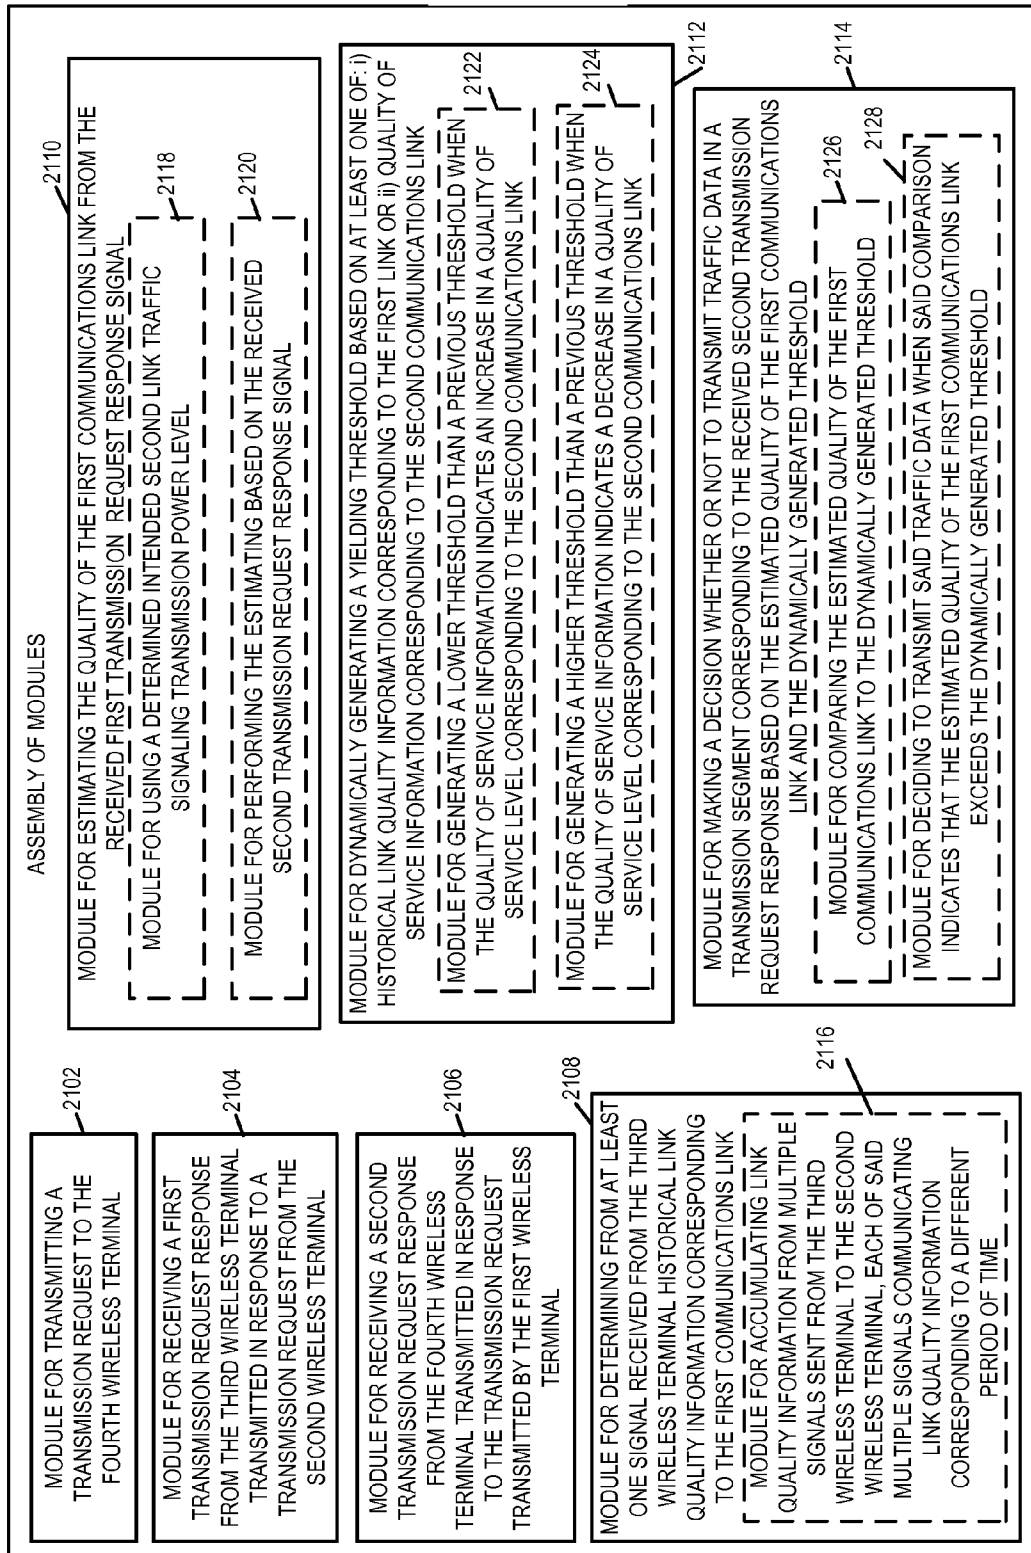 ASSEMBLY OF MODULES
MODULE FOR TRANSMITTING A
TRANSMISSION REQUEST TO THE
FOURTH WIRELESS TERMINAL
2102
MODULE FOR RECEIVING A FIRST
TRANSMISSION REQUEST RESPONSE
FROM THE THIRD WIRELESS TERMINAL
TRANSMITTED IN RESPONSE TO A
TRANSMISSION REQUEST FROM THE
SECOND WIRELESS TERMINAL
2104
MODULE FOR RECEIVING A SECOND
TRANSMISSION REQUEST RESPONSE
FROM THE FOURTH WIRELESS
TERMINAL TRANSMITTED IN RESPONSE
TO THE TRANSMISSION REQUEST
TRANSMITTED BY THE FIRST WIRELESS
TERMINAL
2106
2108
MODULE FOR DETERMINING FROM AT LEAST
ONE SIGNAL RECEIVED FROM THE THIRD
WIRELESS TERMINAL HISTORICAL LINK
QUALITY INFORMATION CORRESPONDING
TO THE FIRST COMMUNICATIONS LINK
MODULE FOR ACCUMULATING LINK
QUALITY INFORMATION FROM MULTIPLE
SIGNALS SENT FROM THE THIRD
WIRELESS TERMINAL TO THE SECOND
WIRELESS TERMINAL, EACH OF SAID
MULTIPLE SIGNALS COMMUNICATING
LINK QUALITY INFORMATION
CORRESPONDING TO A DIFFERENT
PERIOD OF TIME
2116
2110
MODULE FOR ESTIMATING THE QUALITY OF THE FIRST COMMUNICATIONS LINK FROM THE
RECEIVED FIRST TRANSMISSION REQUEST RESPONSE SIGNAL
2118
MODULE FOR USING A DETERMINED INTENDED SECOND LINK TRAFFIC
SIGNALING TRANSMISSION POWER LEVEL
2120
MODULE FOR PERFORMING THE ESTIMATING BASED ON THE RECEIVED
SECOND TRANSMISSION REQUEST RESPONSE SIGNAL
MODULE FOR DYNAMICALLY GENERATING A YIELDING THRESHOLD BASED ON AT LEAST ONE OF: i)
HISTORICAL LINK QUALITY INFORMATION CORRESPONDING TO THE FIRST LINK OR ii) QUALITY OF
SERVICE INFORMATION CORRESPONDING TO THE SECOND COMMUNICATIONS LINK
2122
MODULE FOR GENERATING A LOWER THRESHOLD THAN A PREVIOUS THRESHOLD WHEN
THE QUALITY OF SERVICE INFORMATION INDICATES AN INCREASE IN A QUALITY OF
SERVICE LEVEL CORRESPONDING TO THE SECOND COMMUNICATIONS LINK
2124
MODULE FOR GENERATING A HIGHER THRESHOLD THAN A PREVIOUS THRESHOLD WHEN
THE QUALITY OF SERVICE INFORMATION INDICATES A DECREASE IN A QUALITY OF
SERVICE LEVEL CORRESPONDING TO THE SECOND COMMUNICATIONS LINK
2112
2114
MODULE FOR MAKING A DECISION WHETHER OR NOT TO TRANSMIT TRAFFIC DATA IN A
TRANSMISSION SEGMENT CORRESPONDING TO THE RECEIVED SECOND TRANSMISSION
REQUEST RESPONSE BASED ON THE ESTIMATED QUALITY OF THE FIRST COMMUNICATIONS
LINK AND THE DYNAMICALLY GENERATED THRESHOLD
2126
MODULE FOR COMPARING THE ESTIMATED QUALITY OF THE FIRST
COMMUNICATIONS LINK TO THE DYNAMICALLY GENERATED THRESHOLD
2128
MODULE FOR DECIDING TO TRANSMIT SAID TRAFFIC DATA WHEN SAID COMPARISON
INDICATES THAT THE ESTIMATED QUALITY OF THE FIRST COMMUNICATIONS LINK
EXCEEDS THE DYNAMICALLY GENERATED THRESHOLD